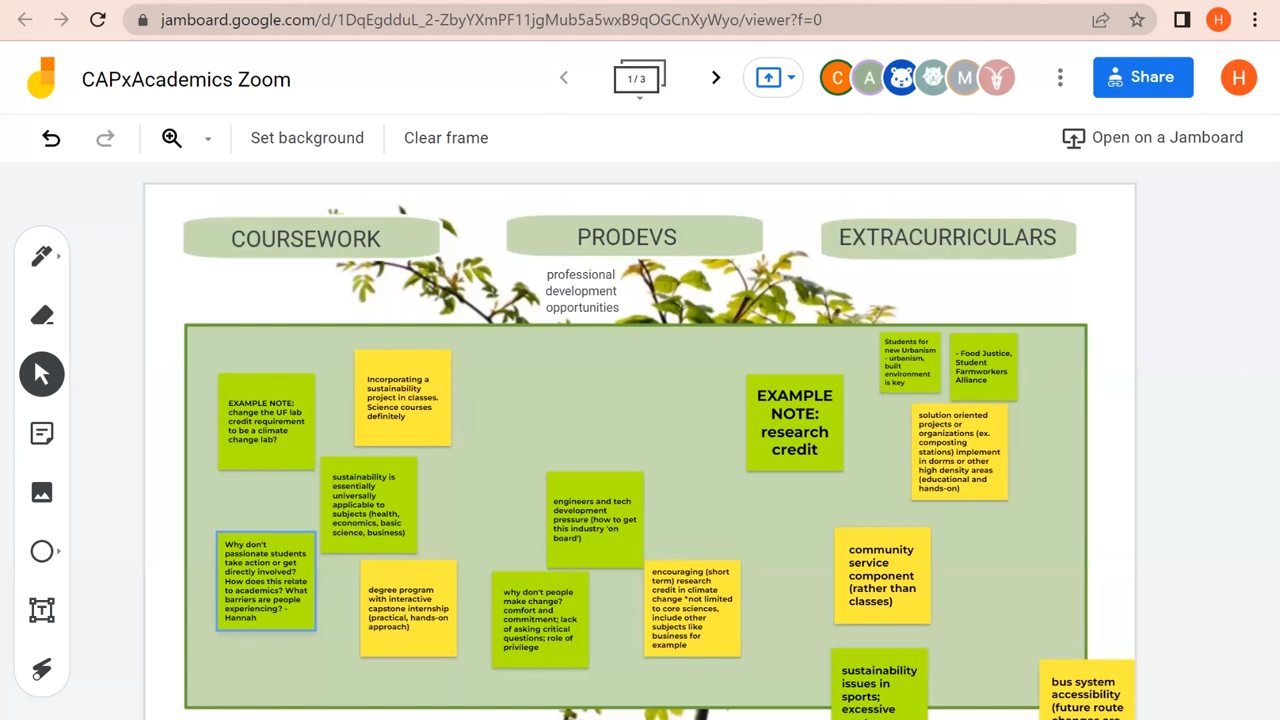 jamboard.google.com/d/1DqEgdduL_2-ZbyYXmPF11jgMub5a5wxB9qOGCnXyWyo/viewer?f=0
H
CAPxAcademics Zoom
1/3
C
A
M
Share
H
Set background
Clear frame
Open on a Jamboard
COURSEWORK
PRODEVS
EXTRACURRICULARS
professional
development
opportunities
EXAMPLE NOTE:
change the UF lab
credit requirement
to be a climate
change lab?
Incorporating a
sustainability
project in classes.
Science courses
definitely
sustainability is
essentially
universally
applicable to
subjects (health,
economics, basic
science, business)
Why don't
passionate students
take action or get
directly involved?
How does this relate
to academics? What
barriers are people
experiencing? -
Hannah
degree program
with interactive
capstone internship
(practical, hands-on
approach)
engineers and tech
development
pressure (how to get
this industry 'on
board')
why don't people
make change?
comfort and
commitment; lack
of asking critical
questions; role of
privilege
encouraging (short
term) research
credit in climate
change *not limited
to core sciences,
include other
subjects like
business for
example
EXAMPLE
NOTE:
research
credit
Students for
new Urbanism
- urbanism,
built
environment
is key
- Food Justice,
Student
Farmworkers
Alliance
solution oriented
projects or
organizations (ex.
composting
stations) implement
in dorms or other
high density areas
(educational and
hands-on)
community
service
component
(rather than
classes)
sustainability
issues in
sports;
excessive
bus system
accessibility
(future route